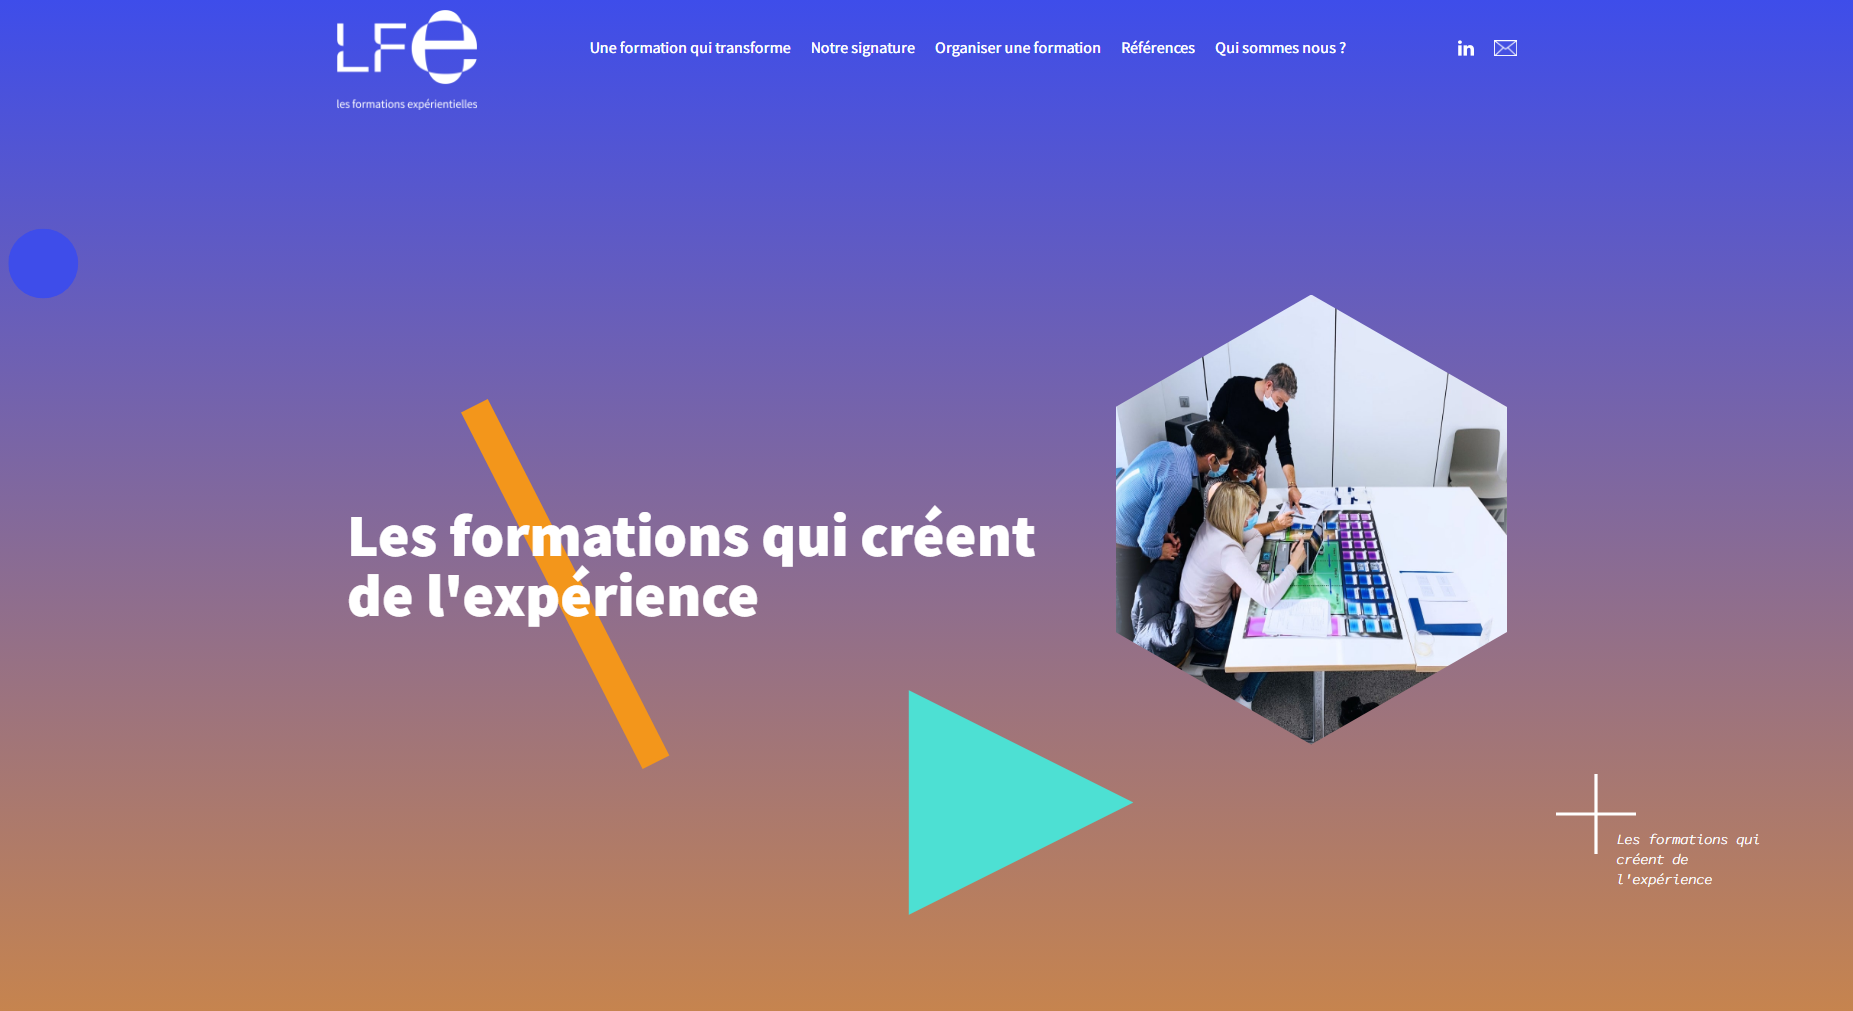 LFe
les formations expérientielles
Une formation qui transforme
Notre signature
Organiser une formation
Références
Qui sommes nous ?
in
Les formations qui créent
de l'expérience
Les formations qui
créent de
l'expérience